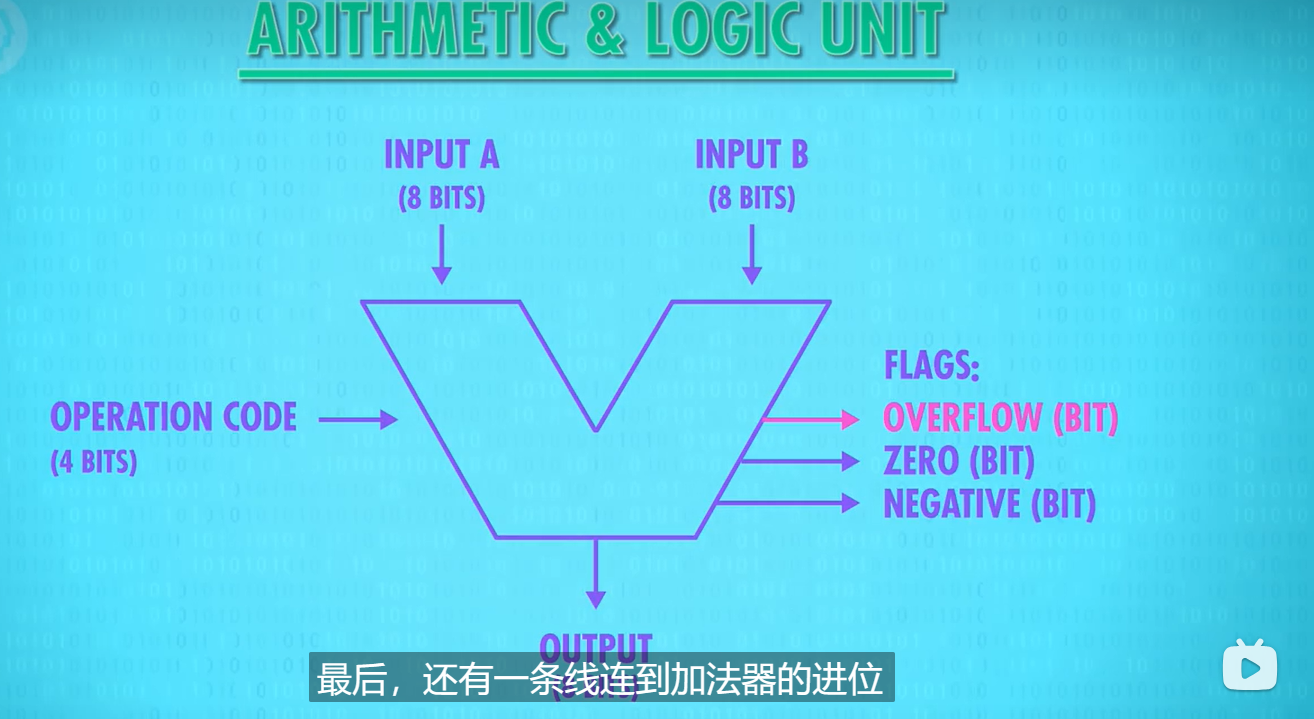 ARITHMETIC & LOGIC UNIT
INPUT A
(8 BITS)
INPUT B
(8 BITS)
OPERATION CODE
(4 BITS)
FLAGS:
OVERFLOW (BIT)
ZERO (BIT)
NEGATIVE (BIT)
OUTPUT
最后，还有一条线连到加法器的进位